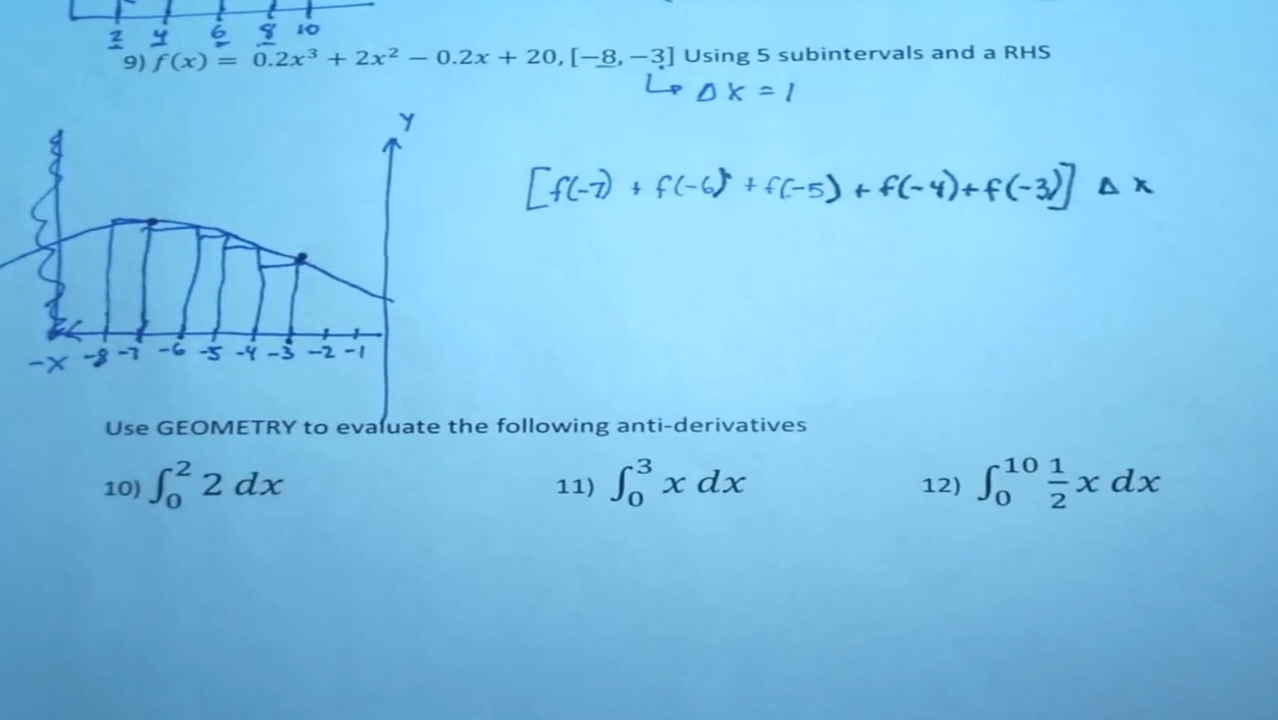 2 4 6 8 10
9) f(x) = 0.2x³ + 2x² − 0.2x + 20, [−8, −3] Using 5 subintervals and a RHS
Δx = 1
y
[f(-7) + f(-6) + f(-5) + f(-4) + f(-3)] Δx
-x -8 -7 -6 -5 -4 -3 -2 -1
Use GEOMETRY to evaluate the following anti-derivatives
10) ∫₀² 2 dx 11) ∫₀³ x dx 12) ∫₀¹⁰ ½ x dx